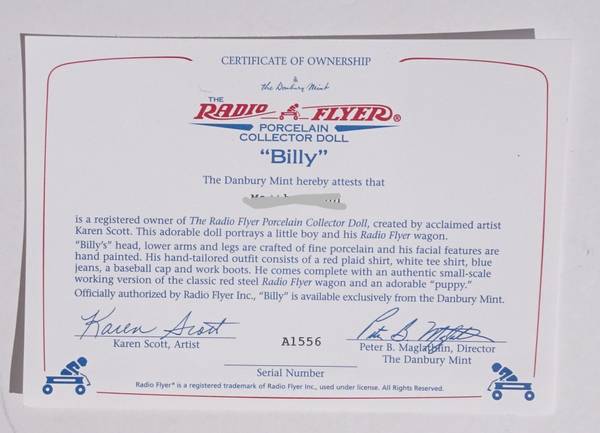 CERTIFICATE OF OWNERSHIP
the Danbury Mint
THE
RADIO FLYER®
PORCELAIN
COLLECTOR DOLL
"Billy"
The Danbury Mint hereby attests that
is a registered owner of The Radio Flyer Porcelain Collector Doll, created by acclaimed artist
Karen Scott. This adorable doll portrays a little boy and his Radio Flyer wagon.
"Billy's" head, lower arms and legs are crafted of fine porcelain and his facial features are
hand painted. His hand-tailored outfit consists of a red plaid shirt, white tee shirt, blue
jeans, a baseball cap and work boots. He comes complete with an authentic small-scale
working version of the classic red steel Radio Flyer wagon and an adorable "puppy."
Officially authorized by Radio Flyer Inc., "Billy" is available exclusively from the Danbury Mint.
Karen Scott
Karen Scott, Artist
A1556
Serial Number
Peter B. Maglathlin
Peter B. Maglathlin, Director
The Danbury Mint
Radio Flyer® is a registered trademark of Radio Flyer Inc., used under license. All Rights Reserved.